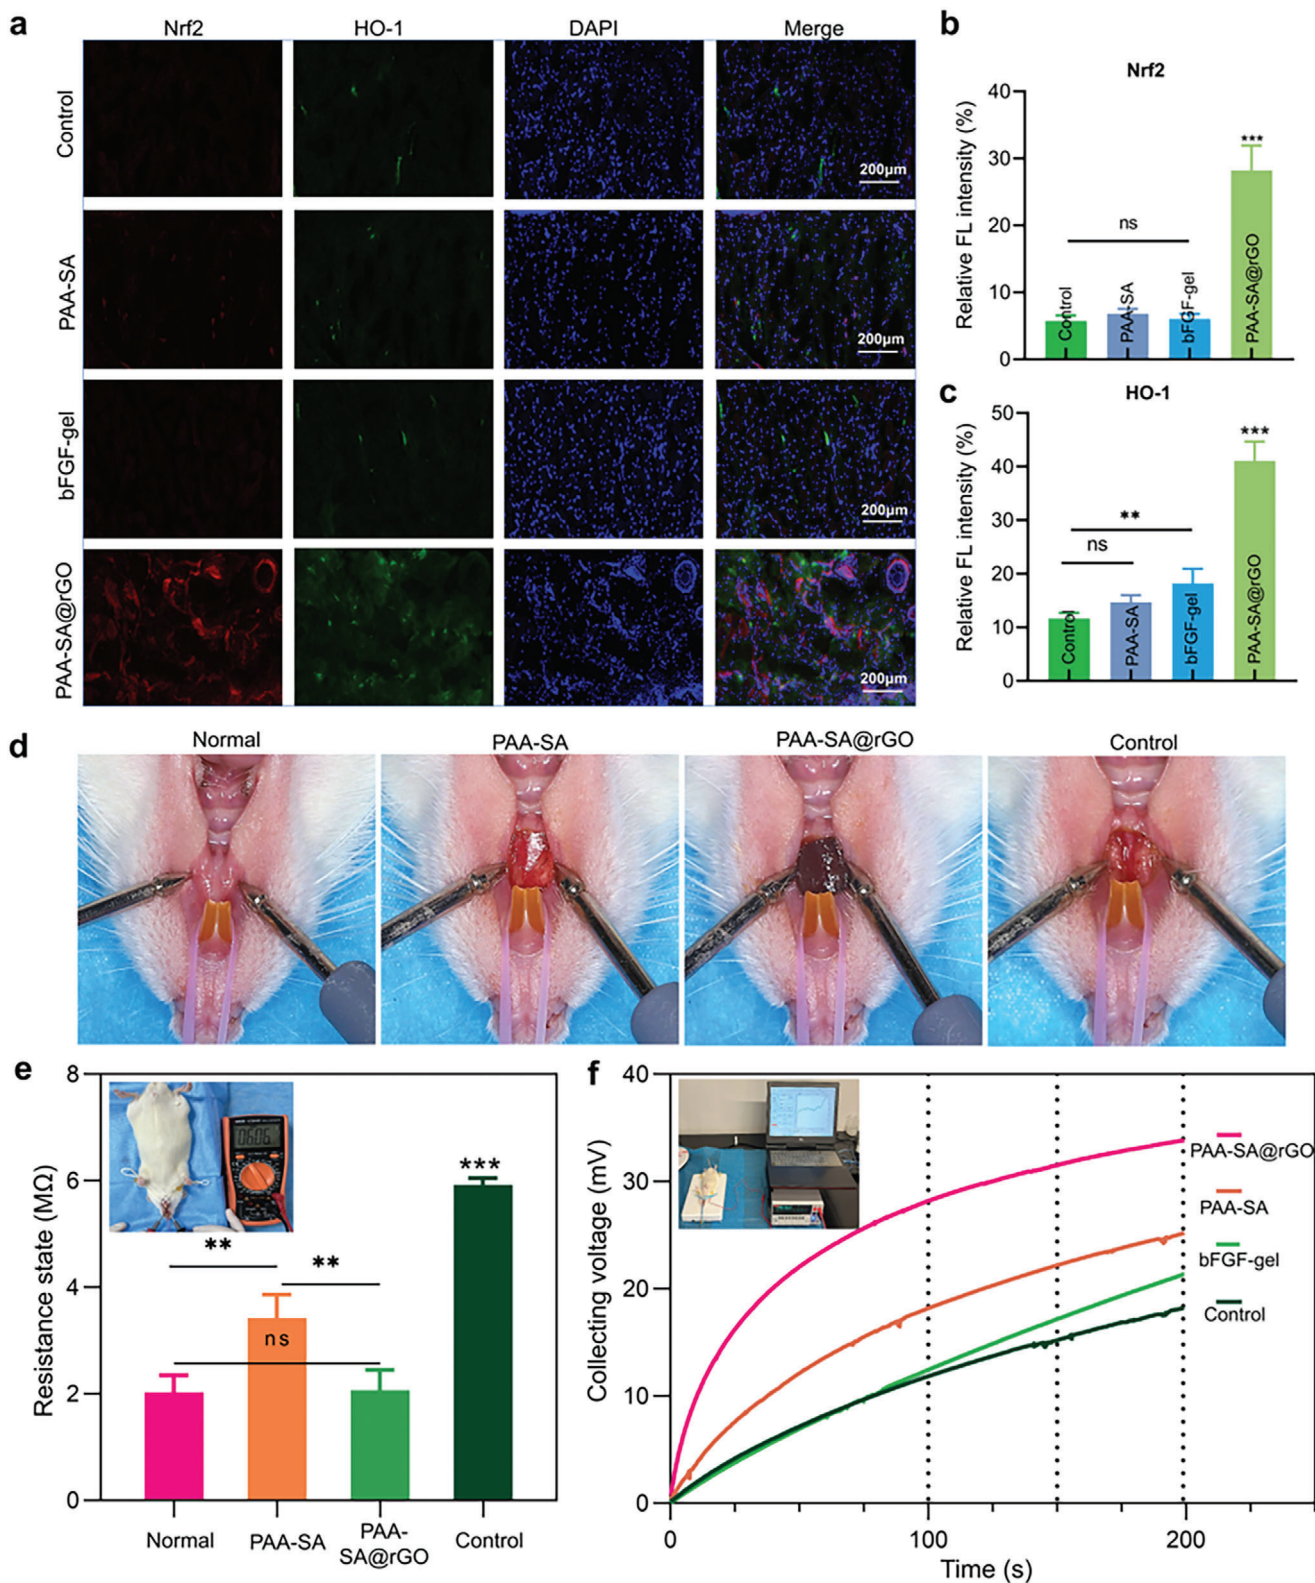 a
Nrf2 HO-1 DAPI Merge
Control
200μm
PAA-SA
200μm
bFGF-gel
200μm
PAA-SA@rGO
200μm
b
Nrf2
Relative FL intensity (%)
40
30
20
10
0
ns
***
Control
PAA-SA
bFGF-gel
PAA-SA@rGO
c
HO-1
Relative FL intensity (%)
50
40
30
20
10
0
ns
**
***
Control
PAA-SA
bFGF-gel
PAA-SA@rGO
d
Normal PAA-SA PAA-SA@rGO Control
e
Resistance state (MΩ)
8
6
4
2
0
**
**
ns
***
Normal
PAA-SA
PAA-
SA@rGO
Control
f
Collecting voltage (mV)
40
30
20
10
0
PAA-SA@rGO
PAA-SA
bFGF-gel
Control
0 100 200
Time (s)